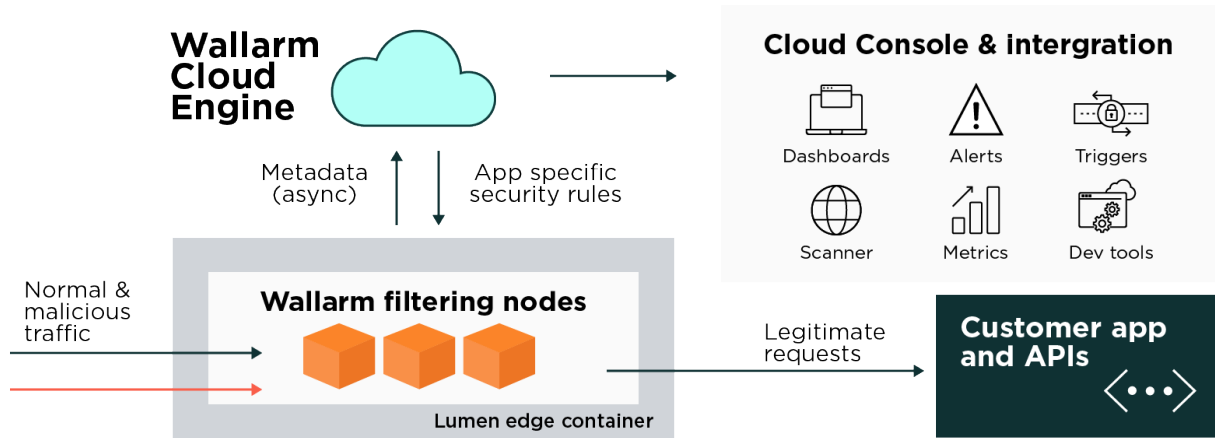 Wallarm
Cloud
Engine
Cloud Console & intergration
Dashboards
Alerts
Triggers
Scanner
Metrics
Dev tools
Metadata
(async)
App specific
security rules
Normal &
malicious
traffic
Wallarm filtering nodes
Lumen edge container
Legitimate
requests
Customer app
and APIs